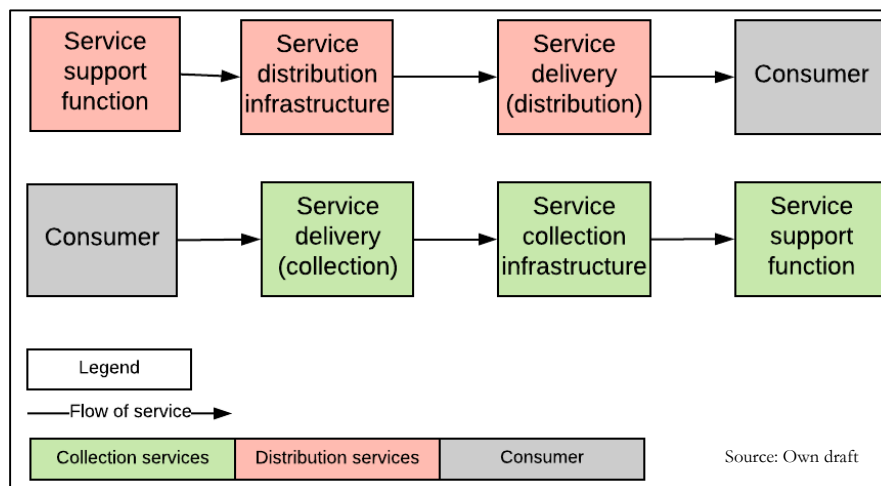 Service
support
function
Service
distribution
infrastructure
Service
delivery
(distribution)
Consumer
Consumer
Service
delivery
(collection)
Service
collection
infrastructure
Service
support
function
Legend
Flow of service
Collection services
Distribution services
Consumer
Source: Own draft